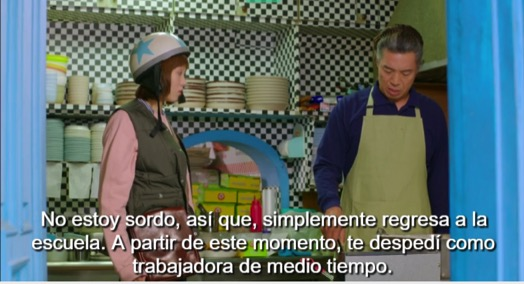 No estoy sordo, así que, simplemente regresa a la
escuela. A partir de este momento, te despedí como
trabajadora de medio tiempo.